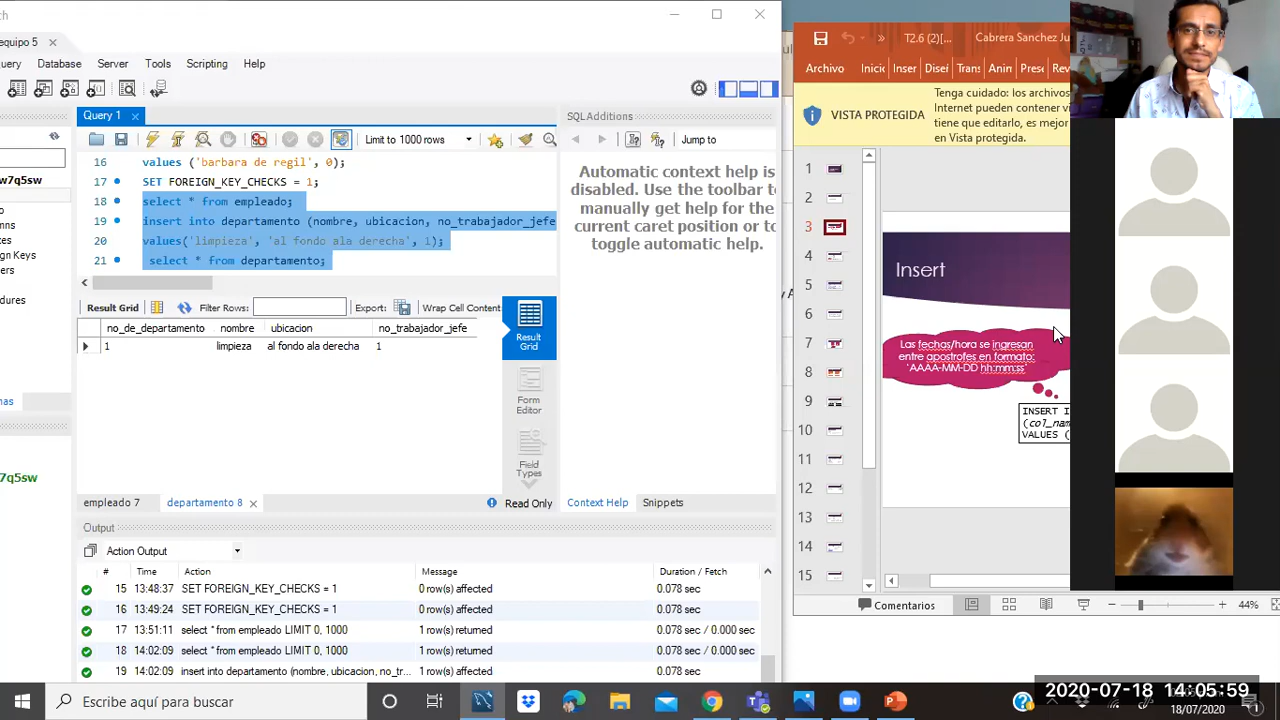 ch
equipo 5
uery Database Server Tools Scripting Help
Query 1
SQLAdditions
Limit to 1000 rows
Jump to
16 values ('barbara de regil', 0);
17 SET FOREIGN_KEY_CHECKS = 1;
18 select * from empleado;
19 insert into departamento (nombre, ubicacion, no_trabajador_jefe
20 values('limpieza', 'al fondo ala derecha', 1);
21 select * from departamento;
Automatic context help is
disabled. Use the toolbar to
manually get help for the
current caret position or to
toggle automatic help.
w7q5sw
s
ign Keys
ers
edures
Result Grid Filter Rows: Export: Wrap Cell Content
no_de_departamento nombre ubicacion no_trabajador_jefe
1 limpieza al fondo ala derecha 1
Result
Grid
Form
Editor
Field
Types
mas
w7q5sw
empleado 7 departamento 8 Read Only
Context Help Snippets
Output
Action Output
# Time Action Message Duration / Fetch
15 13:48:37 SET FOREIGN_KEY_CHECKS = 1 0 row(s) affected 0.078 sec
16 13:49:24 SET FOREIGN_KEY_CHECKS = 1 0 row(s) affected 0.078 sec
17 13:51:11 select * from empleado LIMIT 0, 1000 1 row(s) returned 0.078 sec / 0.000 sec
18 14:02:09 select * from empleado LIMIT 0, 1000 1 row(s) returned 0.078 sec / 0.000 sec
19 14:02:09 insert into departamento (nombre, ubicacion, no_tr... 1 row(s) affected 0.078 sec
T2.6 (2)[... Cabrera Sanchez Ju
Archivo Inicio Inser Diseí Trans Anim Prese Rev
VISTA PROTEGIDA
Tenga cuidado: los archivos
Internet pueden contener vi
tiene que editarlo, es mejor
en Vista protegida.
1
2
3
4
5
6
7
8
9
10
11
12
13
14
15
Insert
Las fechas/hora se ingresan
entre apostrofes en formato:
'AAAA-MM-DD hh:mm:ss'
INSERT I
(col_nam
VALUES (
Comentarios
44%
Escribe aquí para buscar
2020-07-18 14:05:59
18/07/2020